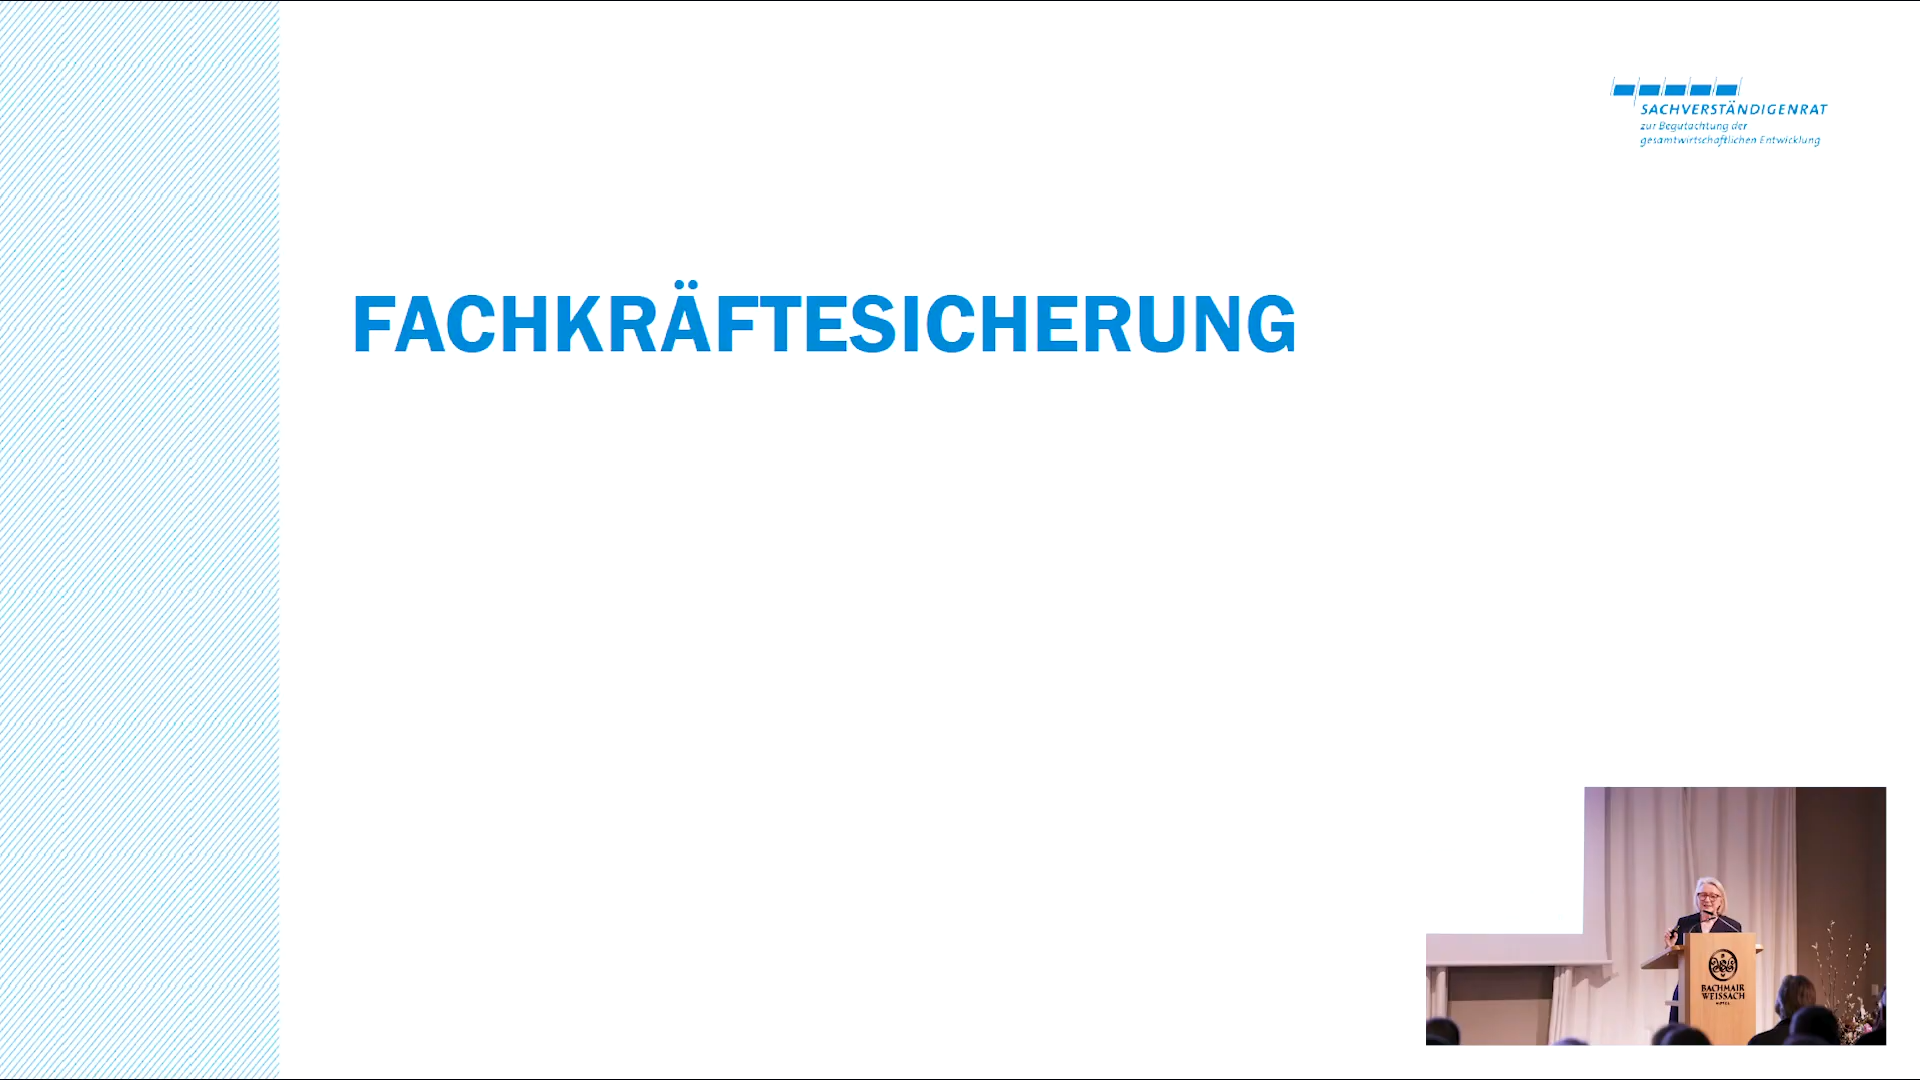 SACHVERSTÄNDIGENRAT
zur Begutachtung der
gesamtwirtschaftlichen Entwicklung
FACHKRÄFTESICHERUNG
BACHMAIR
WEISSACH